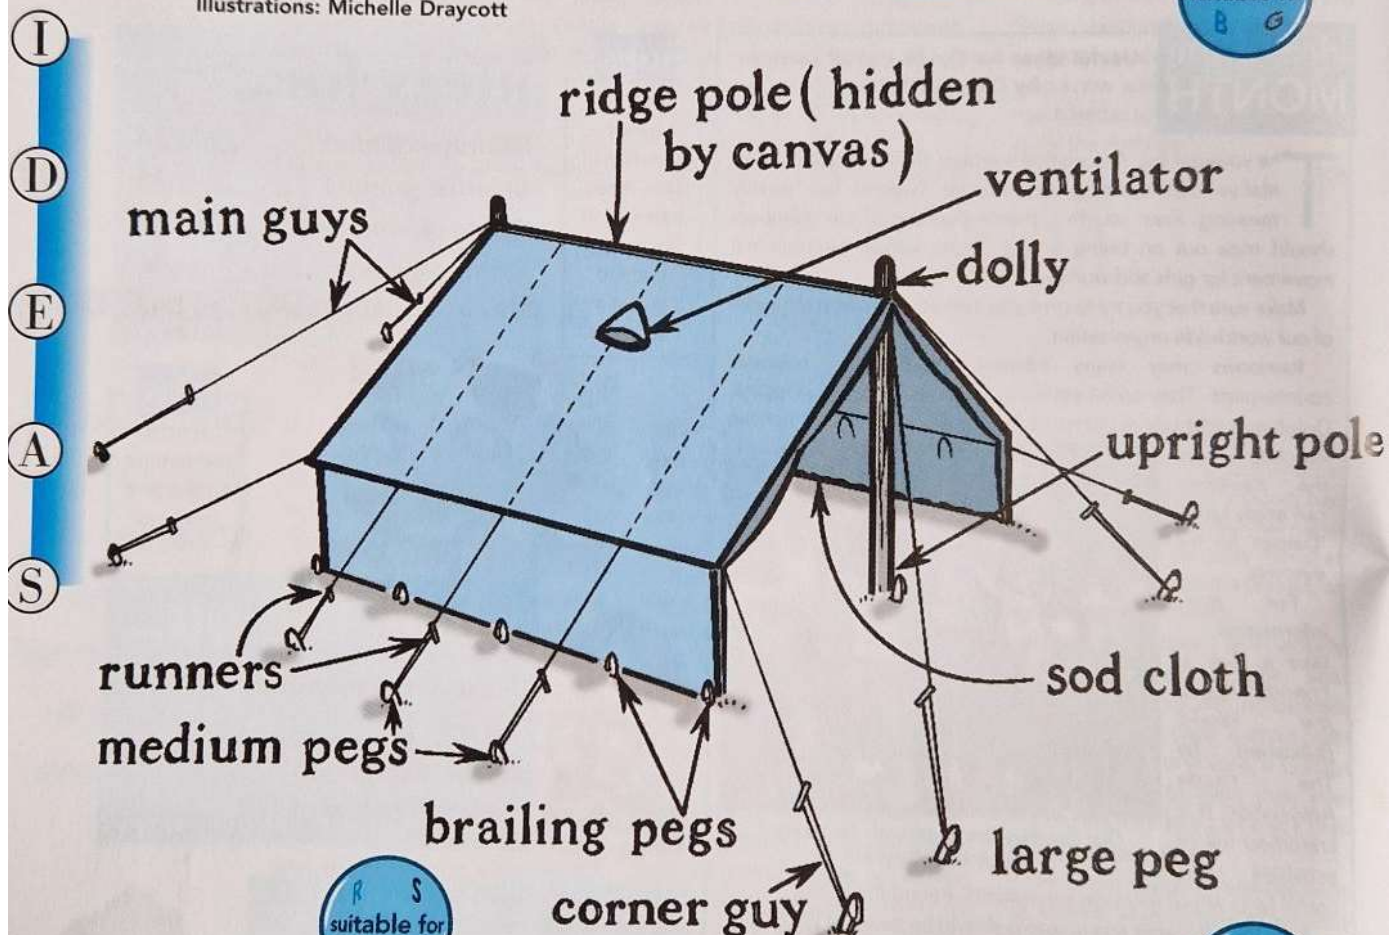 Illustrations: Michelle Draycott
I
D
E
A
S
B G
ridge pole ( hidden
by canvas )
ventilator
main guys
dolly
upright pole
sod cloth
runners
medium pegs
brailing pegs
large peg
corner guy
R S
suitable for